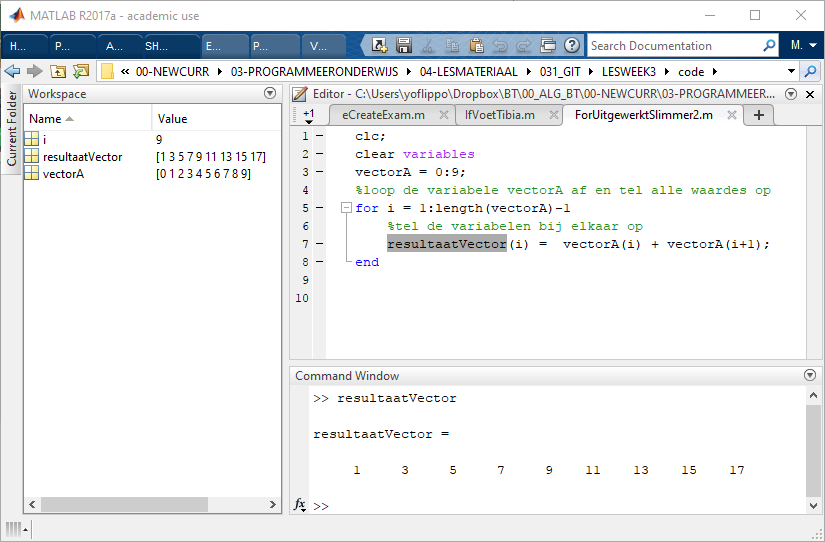 MATLAB R2017a - academic use
H... P... A... SH... E... P... V... Search Documentation M.
« 00-NEWCURR 03-PROGRAMMEERONDERWIJS 04-LESMATERIAAL 031_GIT LESWEEK3 code
Current Folder
Workspace
Name Value
i 9
resultaatVector [1 3 5 7 9 11 13 15 17]
vectorA [0 1 2 3 4 5 6 7 8 9]
Editor - C:\Users\yoflippo\Dropbox\BT\00_ALG_BT\00-NEWCURR\03-PROGRAMMEER...
+1 eCreateExam.m IfVoetTibia.m ForUitgewerktSlimmer2.m +
1 clc;
2 clear variables
3 vectorA = 0:9;
4 %loop de variabele vectorA af en tel alle waardes op
5 for i = 1:length(vectorA)-1
6 %tel de variabelen bij elkaar op
7 resultaatVector(i) = vectorA(i) + vectorA(i+1);
8 end
9
10
Command Window
>> resultaatVector
resultaatVector =
1 3 5 7 9 11 13 15 17
fx >>